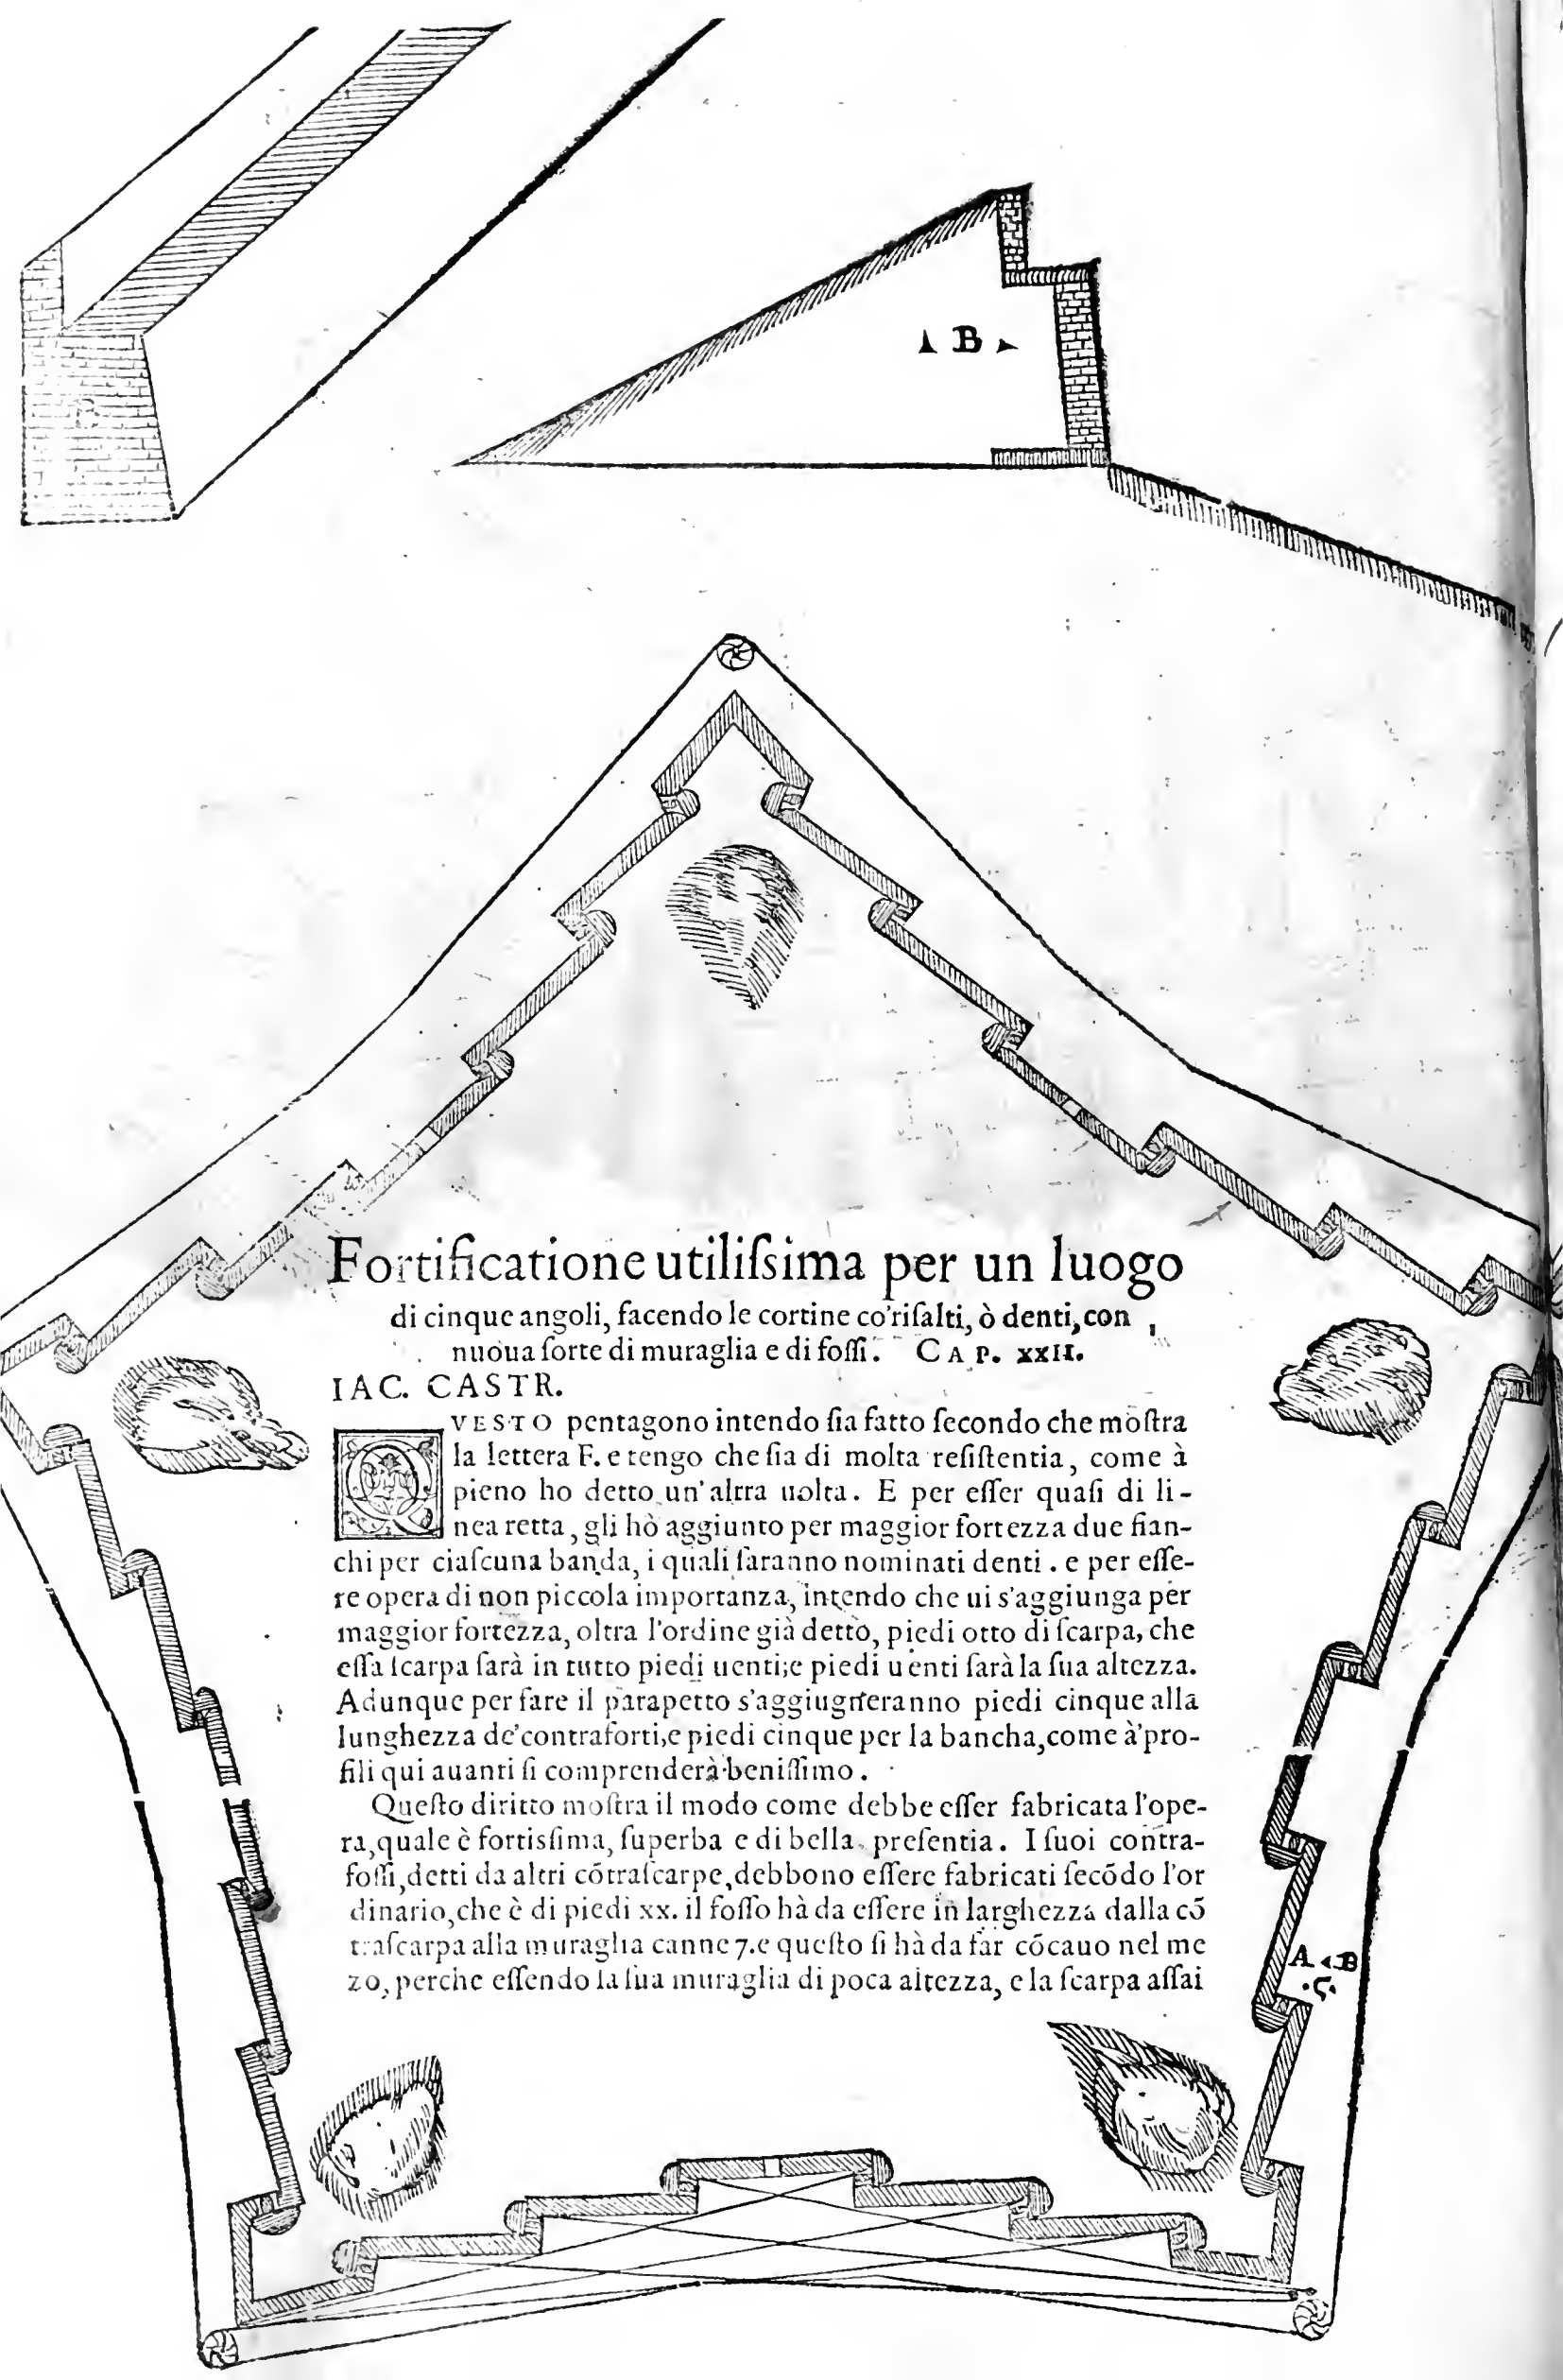 B
Fortificatione utiliſsima per un luogo
di cinque angoli, facendo le cortine co'riſalti, ò denti, con
nuoua ſorte di muraglia e di foſſi. CAP. XXII.
IAC. CASTR.
QVESTO pentagono intendo ſia fatto ſecondo che moſtra
la lettera F. e tengo che ſia di molta reſiſtentia, come à
pieno ho detto un'altra uolta. E per eſſer quaſi di li-
nea retta, gli hò aggiunto per maggior fortezza due fian-
chi per ciaſcuna banda, i quali ſaranno nominati denti. e per eſſe-
re opera di non piccola importanza, intendo che ui s'aggiunga per
maggior fortezza, oltra l'ordine già detto, piedi otto di ſcarpa, che
eſſa ſcarpa ſarà in tutto piedi uenti; e piedi uenti ſarà la ſua altezza.
Adunque per fare il parapetto s'aggiugneranno piedi cinque alla
lunghezza de'contraforti, e piedi cinque per la bancha, come à'pro-
fili qui auanti ſi comprenderà beniſſimo.
Queſto diritto moſtra il modo come debbe eſſer fabricata l'ope-
ra, quale è fortisſima, ſuperba e di bella preſentia. I ſuoi contra-
foſſi, detti da altri cōtraſcarpe, debbono eſſere fabricati ſecōdo l'or
dinario, che è di piedi xx. il foſſo hà da eſſere in larghezza dalla cō
traſcarpa alla muraglia canne 7. e queſto ſi hà da far cōcauo nel me
zo, perche eſſendo la ſua muraglia di poca altezza, e la ſcarpa aſſai
A B